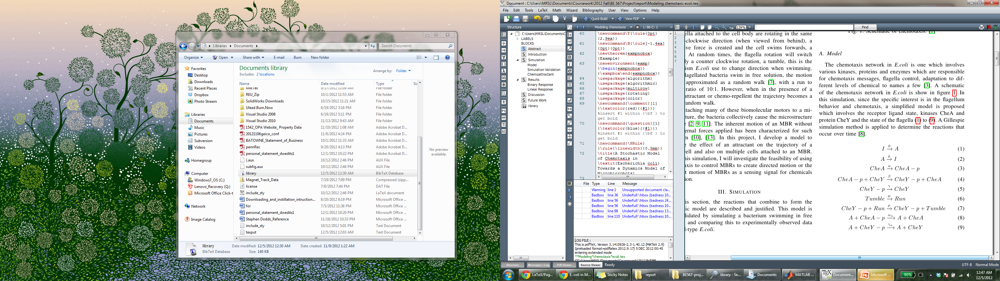 Libraries
Documents
Search Documents
Organize
Open
Share with
E-mail
Burn
New folder
Favorites
Desktop
Downloads
Recent Places
Dropbox
Photo Stream
Libraries
Documents
Music
Pictures
Subversion
Videos
Homegroup
Computer
Windows7_OS (C:)
Lenovo_Recovery (Q:)
Microsoft Office Click-t
Network
Image Catalog
Documents library
Includes: 2 locations
Arrange by: Folder
Name Date modified Type Siz
MikTex 9/17/2012 11:09 AM File folder
REU_Zip 10/1/2012 11:53 AM File folder
SolidWorks Downloads 10/15/2012 11:21 AM File folder
Ulead Burn.Now 6/19/2012 3:16 PM File folder
Visual Studio 2008 6/19/2012 5:11 PM File folder
Visual Studio 2010 11/13/2012 9:43 AM File folder
1542_OPA Website_ Property Data 11/10/2012 1:08 AM Adobe Acrobat D...
20121106geico_conf 11/6/2012 4:24 PM Adobe Acrobat D...
BATOWNE_Statement_of_Business 10/1/2012 11:33 AM Adobe Acrobat D...
pennRec 9/20/2012 4:13 PM Adobe Acrobat D...
personal_statement_dwedits1 12/1/2012 10:22 PM Adobe Acrobat D...
(.aux 10/12/2012 2:46 PM AUX File
subfig.aux 10/12/2012 2:46 PM AUX File
library 12/5/2012 12:30 AM BibTeX Database
Magnet_Track_Data 7/19/2012 7:09 PM Compressed (zipp...
license 7/6/2012 7:44 PM DAT File
include_sty 10/12/2012 2:46 PM LaTeX document
Downloading_and_instillation_intruction... 8/10/2012 8:19 PM Microsoft Office ...
for 7/5/2012 11:36 PM Microsoft Office ...
personal_statement_dwedits1 12/1/2012 10:20 PM Microsoft Office ...
Stephen Dodds_Reference 11/18/2012 10:33 PM Microsoft Office ...
include_sty 10/12/2012 5:01 PM Text Document
texput 12/5/2012 12:03 AM Text Document
No preview
available.
library Date modified: 12/5/2012 12:30 AM Date created: 11/9/2012 1:22 AM
BibTeX Database Size: 140 KB
Document : C:\Users\MRSL\Documents\Coursework\2012 Fall\BE 567\Project\report\Modeling chemotaxis ecoli.tex
File Edit Tools LaTeX Math Wizard Bibliography User View Options Help
Quick Build View PDF
Structure
Modeling chemotaxis ... L: 86 C: 1
139%
Find
C:\Users\MRSL\Documents\C
LABELS
BLOCKS
Abstract
Introduction
Simulation
Model
Simulation Validation
Chemoattractant
Results
Binary Response
Linear Response
Discussion
Future Work
library
60 \newcommand\T{\rule{0pt}
{2.9ex}}
61 \newcommand\B{\rule[-1.4ex]
{0pt}{0pt}}
62 \newtheorem{exmpnobox}
{Example}
63 \newenvironment{exmp}
{\begin{exmpnobox}}
{\exmpbox\end{exmpnobox}}
64 \usepackage{algorithm}
65 \usepackage{algorithmic}
66 \usepackage{multirow}
67 \usepackage{rotating}
68 \usepackage{color}
69 \newcommand{\comment}[1]
{\textcolor{red}{{#1}}}
%insert #1 within {\bf } to
get bold
70 \newcommand{\question}[1]
{\textcolor{blue}{{#1}}}
%insert #1 within {\bf } to
get bold
71 \newcommand{\HRule}
{\rule{\linewidth}{0.5mm}}
72 \title{A Stochastic Model
of Chemotaxis in
\textit{Escherichia coli}
Towards a Dynamics Model of
Microbiorobots}
73
File Type Line Message
Warning line 1 Unsupported document cla...
Badbox line 36 Underfull \hbox (badness 10...
Badbox line 56 Underfull \hbox (badness 24...
Badbox line 56 Underfull \hbox (badness 10...
Badbox line 98 Underfull \hbox (badness 13...
Badbox line 110 Underfull \hbox (badness 10...
LOG FILE :
This is pdfTeX, Version 3.1415926-2.3-1.40.12 (MiKTeX 2.9)
(preloaded format=pdflatex 2012.9.17) 5 DEC 2012 00:45
entering extended mode
**Modeling*chemotaxis*ecoli.tex
1
2
3
4
5
6
7
ella attached to the cell body are rotating in the same
-clockwise direction (when viewed from behind), a
ve force is created and the cell swims forwards, a
At random times, the flagella rotation will switch
ly a counter clockwise rotation, a tumble, this is the
ism E.coli use to change direction when swimming.
lagellated bacteria swim in free solution, the motion
approximated as a random walk [7], with a run to
ratio of 10:1. However, when in the presence of a
attractant or chemo-repellent the trajectory becomes a
random walk.
ttaching many of these biomolecular motors to a mi-
ture, the bacteria collectively cause the microstructure
[2, 9, 11]. The inherent motion of an MBR without
ernal forces applied has been characterized for such
n [10], [13]. In this project, I develop a model to
e the effect of an attractant on the trajectory of a
cell and also on multiple cells attached to an MBR.
his simulation, I will investigate the feasibility of using
axis to control MBRs to create directed motion or the
t motion of MBRs as a sensing signal for chemicals
ion.
III. SIMULATION
is section, the reactions that combine to form the
ic model are described and justified. This model is
lidated by simulating a bacterium swimming in free
and comparing this to experimentally observed data
l-type E.coli.
Fig. 1. Schematic of chemotaxis. [1]
A. Model
The chemotaxis network in E.coli is one which involves
various kinases, proteins and enzymes which are responsible
for chemotaxis messages, flagella control, adaptation to dif-
ferent levels of chemical to names a few [3]. A schematic
of the chemotaxis network in E.coli is show in figure 1. In
this simulation, since the specific interest is in the flagellum
behavior and chemotaxis, a simplified model is proposed
which involves the receptor ligand state, kinases CheA and
protein CheY and the state of the flagella (1) to (9). A Gillespie
simulation method is applied to determine the reactions that
occur over time [8].
I →ϕ A (1)
A →δ I (2)
CheA →α CheA − p (3)
CheA − p + CheY →β CheY − p + CheA (4)
CheY − p →γ CheY (5)
Tumble →μ Run (6)
CheY − p + Run →ρ CheY − p + Tumble (7)
A + CheA − p →αa A + CheA (8)
A + CheY − p →γa A + CheY (9)
Structure Messages / Log Pdf Viewer Source Viewer Ready
UTF-8 Normal Mode
LaTeX/Pag... E. coli in M... Sticky Notes report BE567-proj... library - Se... Documents MATLAB ... Document... Microsoft ... 90%
12:47 AM
12/5/2012